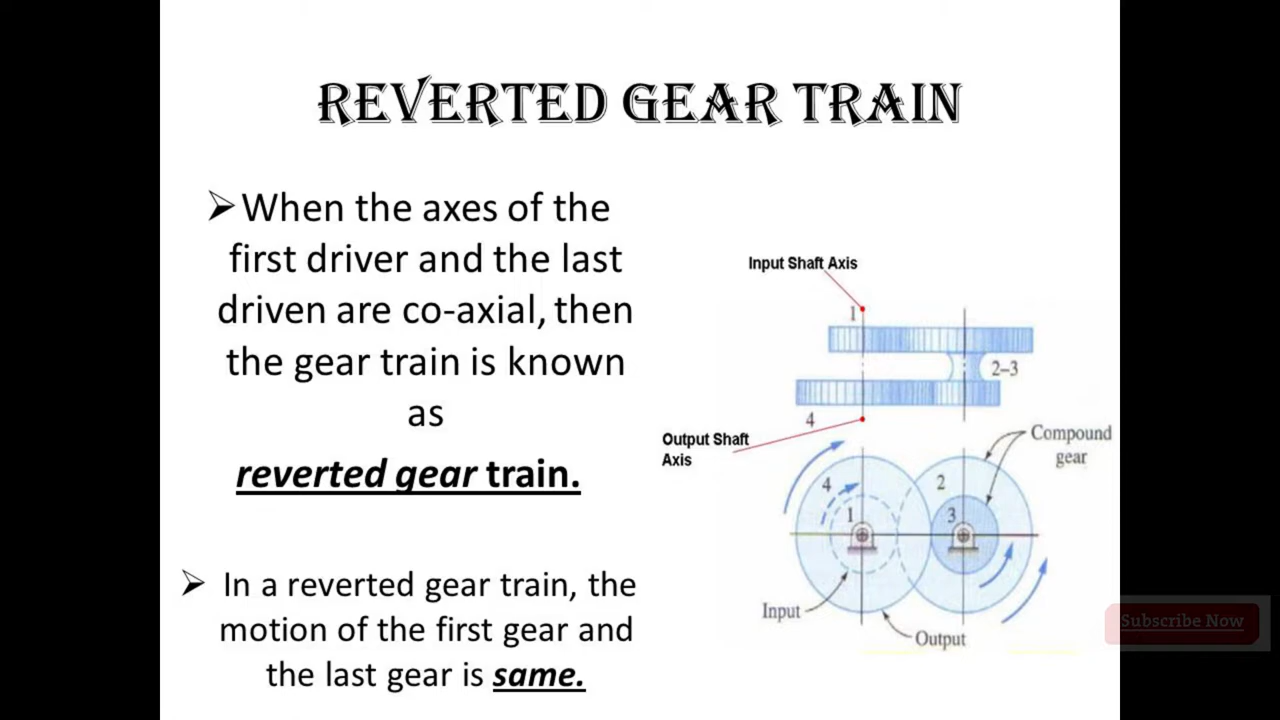 REVERTED GEAR TRAIN
➢When the axes of the
first driver and the last
driven are co-axial, then
the gear train is known
as
reverted gear train.
➢ In a reverted gear train, the
motion of the first gear and
the last gear is same.
Input Shaft Axis
1
2–3
4
Output Shaft
Axis
Compound
gear
4
2
1
3
Input
Output
Subscribe Now